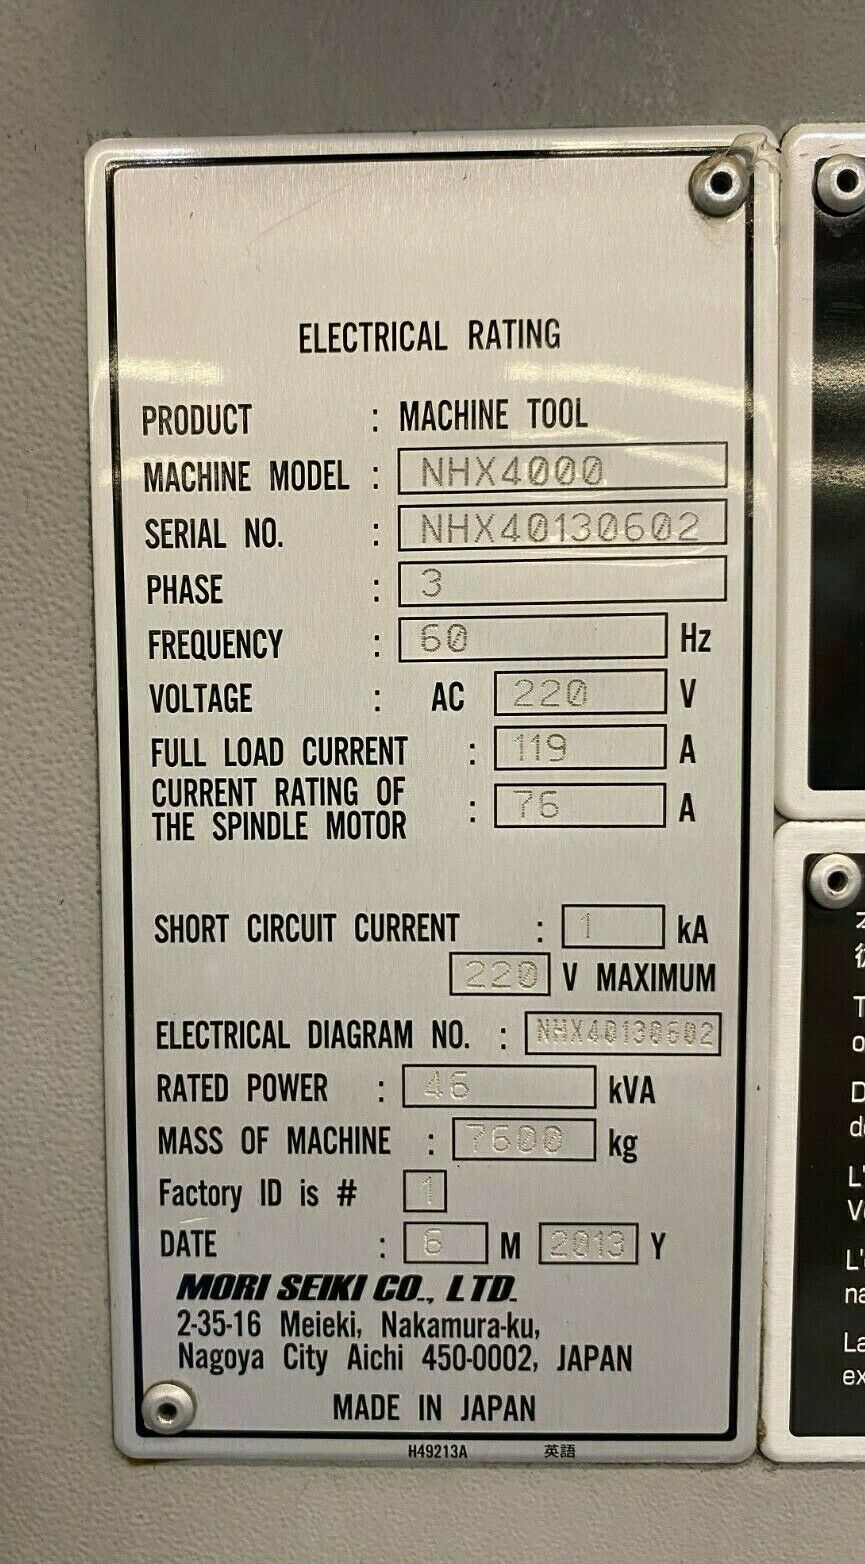 ELECTRICAL RATING
PRODUCT : MACHINE TOOL
MACHINE MODEL : NHX4000
SERIAL NO. : NHX40130602
PHASE : 3
FREQUENCY : 60 Hz
VOLTAGE : AC 220 V
FULL LOAD CURRENT : 119 A
CURRENT RATING OF
THE SPINDLE MOTOR : 76 A
SHORT CIRCUIT CURRENT : 1 kA
220 V MAXIMUM
ELECTRICAL DIAGRAM NO. : NHX40130602
RATED POWER : 46 kVA
MASS OF MACHINE : 7600 kg
Factory ID is # 1
DATE : 6 M 2013 Y
MORI SEIKI CO., LTD.
2-35-16 Meieki, Nakamura-ku,
Nagoya City Aichi 450-0002, JAPAN
MADE IN JAPAN
H49213A 英語